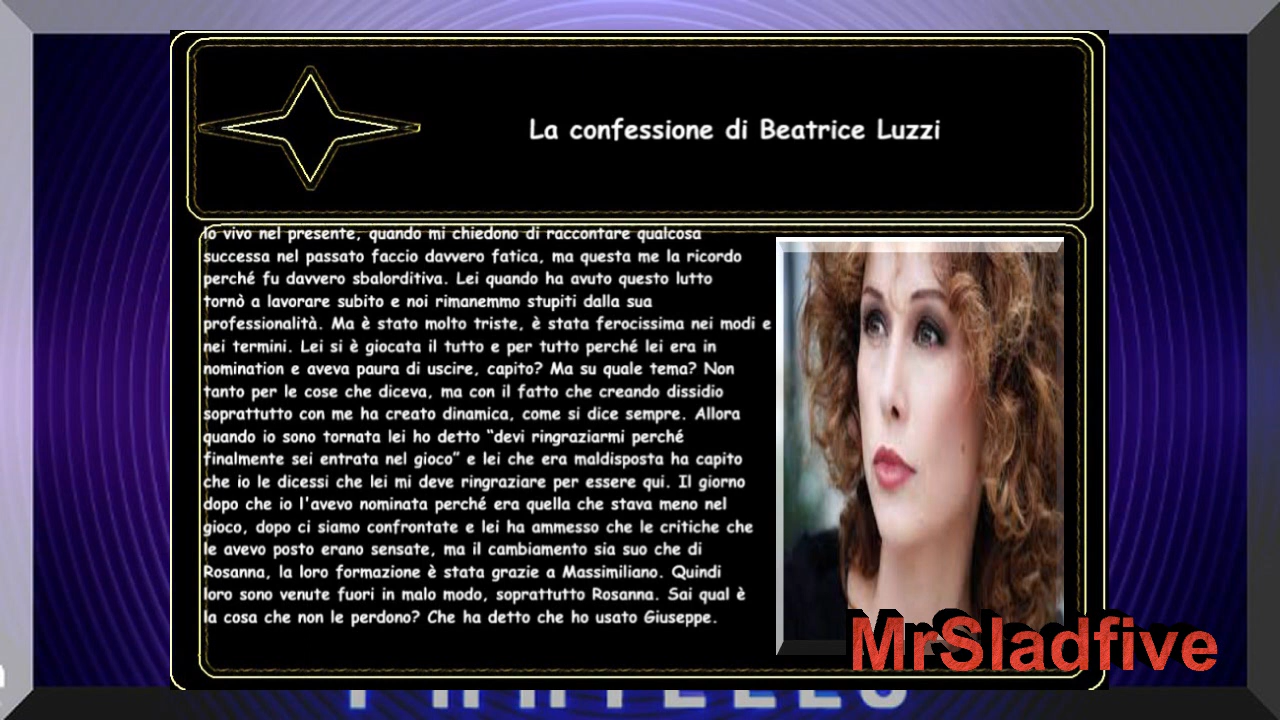 La confessione di Beatrice Luzzi
Io vivo nel presente, quando mi chiedono di raccontare qualcosa
successa nel passato faccio davvero fatica, ma questa me la ricordo
perché fu davvero sbalorditiva. Lei quando ha avuto questo lutto
tornò a lavorare subito e noi rimanemmo stupiti dalla sua
professionalità. Ma è stato molto triste, è stata ferocissima nei modi e
nei termini. Lei si è giocata il tutto e per tutto perché lei era in
nomination e aveva paura di uscire, capito? Ma su quale tema? Non
tanto per le cose che diceva, ma con il fatto che creando dissidio
soprattutto con me ha creato dinamica, come si dice sempre. Allora
quando io sono tornata lei ho detto “devi ringraziarmi perché
finalmente sei entrata nel gioco” e lei che era maldisposta ha capito
che io le dicessi che lei mi deve ringraziare per essere qui. Il giorno
dopo che io l'avevo nominata perché era quella che stava meno nel
gioco, dopo ci siamo confrontate e lei ha ammesso che le critiche che
le avevo posto erano sensate, ma il cambiamento sia suo che di
Rosanna, la loro formazione è stata grazie a Massimiliano. Quindi
loro sono venute fuori in malo modo, soprattutto Rosanna. Sai qual è
la cosa che non le perdono? Che ha detto che ho usato Giuseppe.
MrSladfive